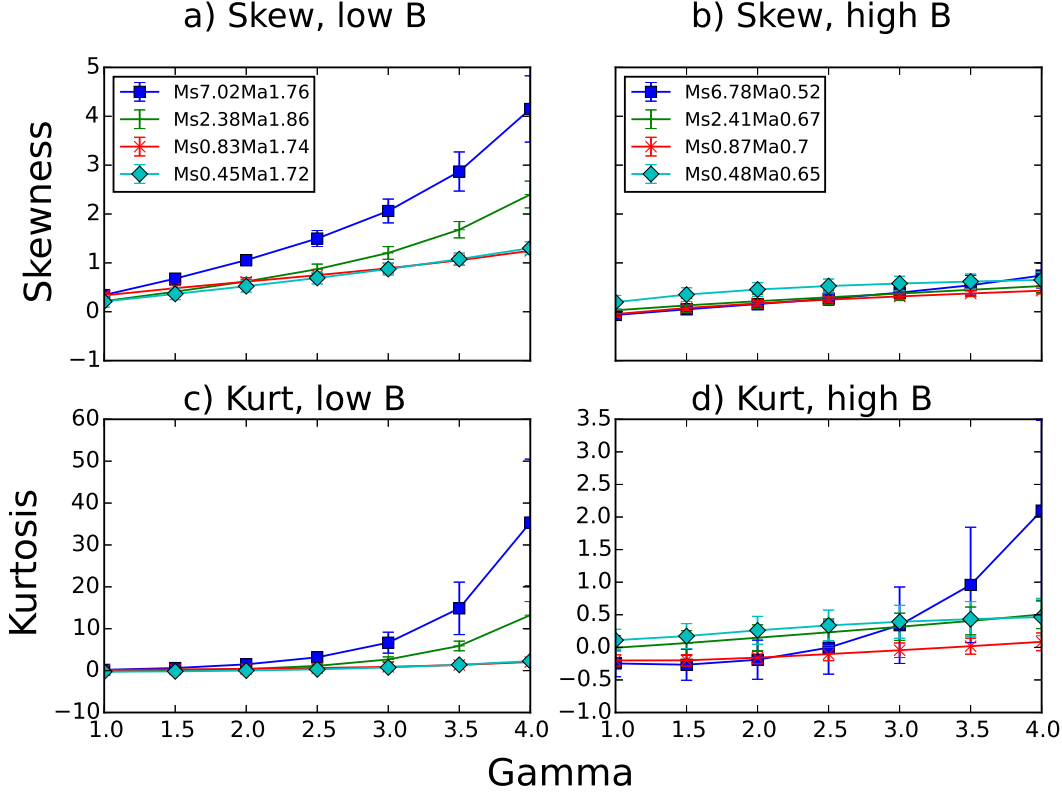 a) Skew, low B
b) Skew, high B
Skewness
5
4
3
2
1
0
−1
Ms7.02Ma1.76
Ms2.38Ma1.86
Ms0.83Ma1.74
Ms0.45Ma1.72
Ms6.78Ma0.52
Ms2.41Ma0.67
Ms0.87Ma0.7
Ms0.48Ma0.65
c) Kurt, low B
d) Kurt, high B
Kurtosis
60
50
40
30
20
10
0
−10
3.5
3.0
2.5
2.0
1.5
1.0
0.5
0.0
−0.5
−1.0
1.0 1.5 2.0 2.5 3.0 3.5 4.0
1.0 1.5 2.0 2.5 3.0 3.5 4.0
Gamma